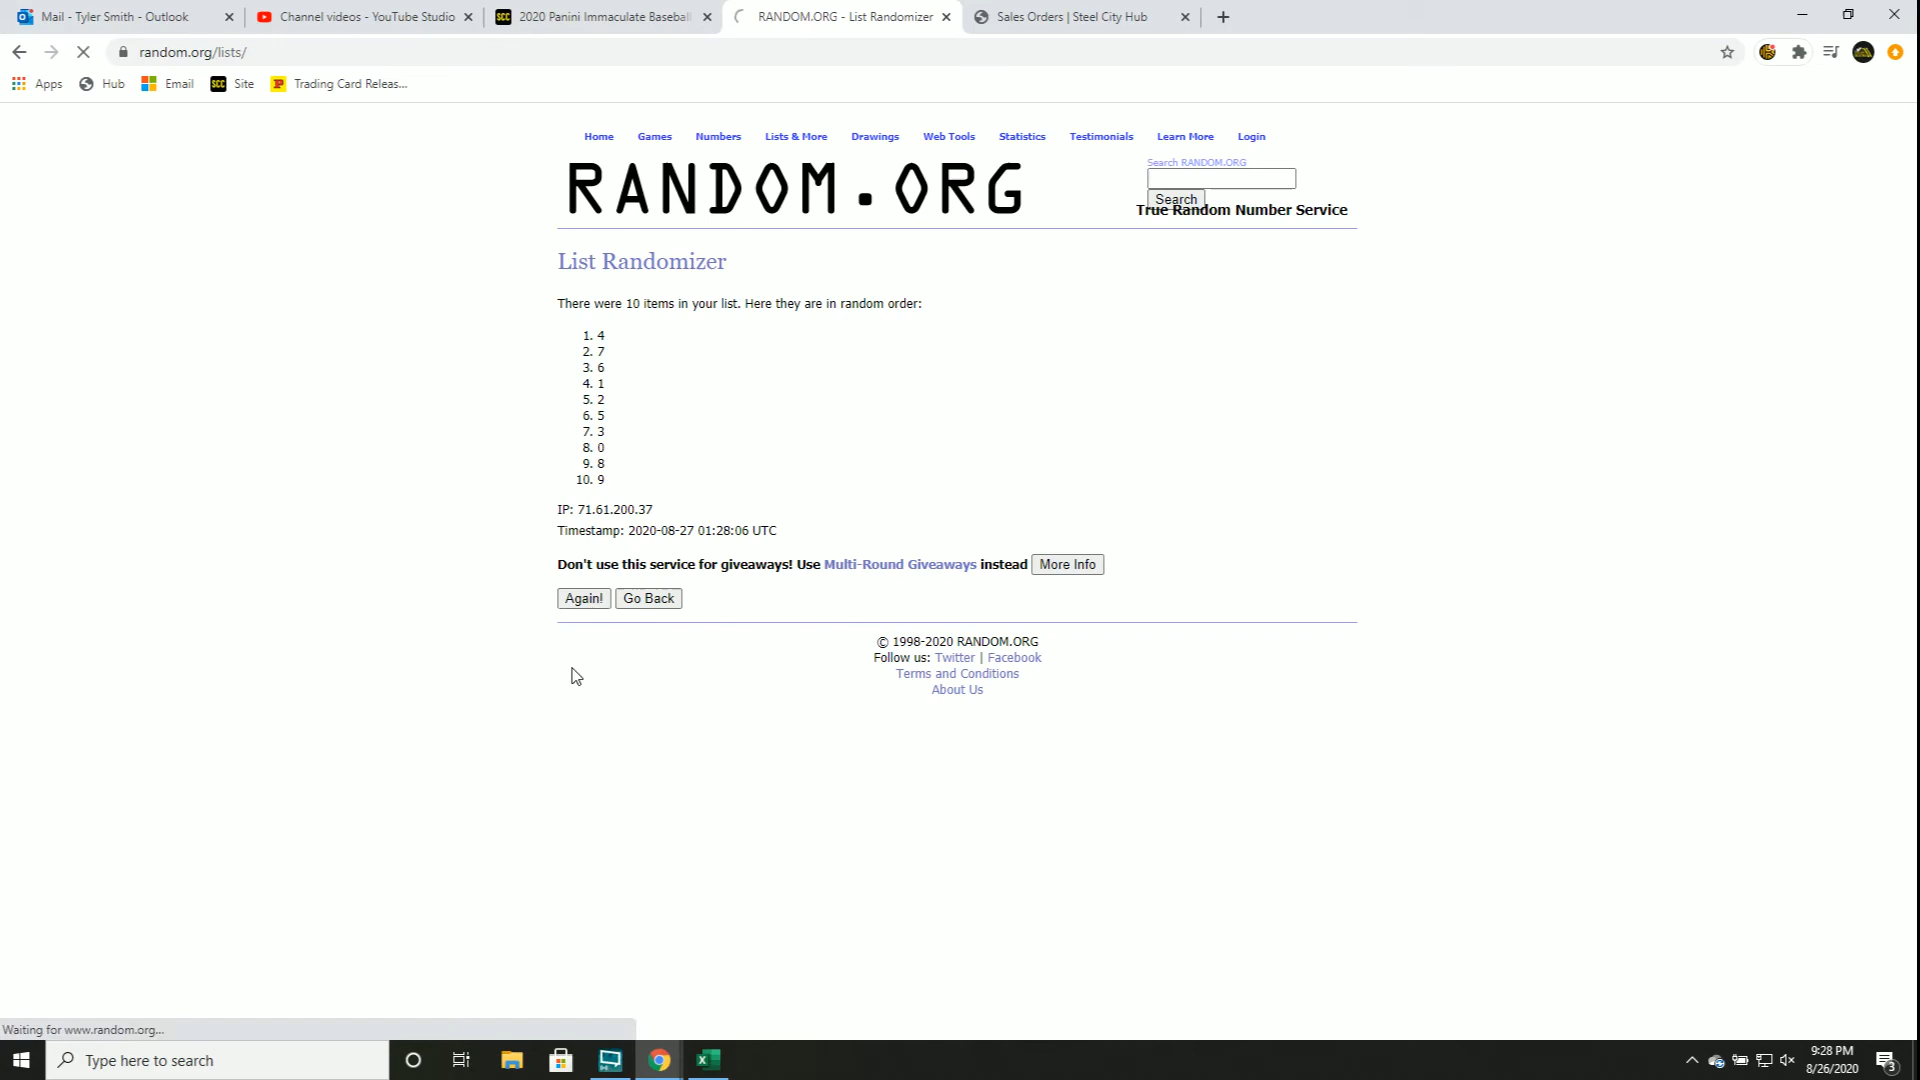 Mail - Tyler Smith - Outlook
Channel videos - YouTube Studio
SCC 2020 Panini Immaculate Baseball
RANDOM.ORG - List Randomizer
Sales Orders | Steel City Hub
random.org/lists/
Apps Hub Email SCC Site Trading Card Releas...
Home Games Numbers Lists & More Drawings Web Tools Statistics Testimonials Learn More Login
RANDOM.ORG
Search RANDOM.ORG
Search
True Random Number Service
List Randomizer
There were 10 items in your list. Here they are in random order:
1. 4
2. 7
3. 6
4. 1
5. 2
6. 5
7. 3
8. 0
9. 8
10. 9
IP: 71.61.200.37
Timestamp: 2020-08-27 01:28:06 UTC
Don't use this service for giveaways! Use Multi-Round Giveaways instead More Info
Again! Go Back
© 1998-2020 RANDOM.ORG
Follow us: Twitter | Facebook
Terms and Conditions
About Us
Waiting for www.random.org...
Type here to search
9:28 PM
8/26/2020
3